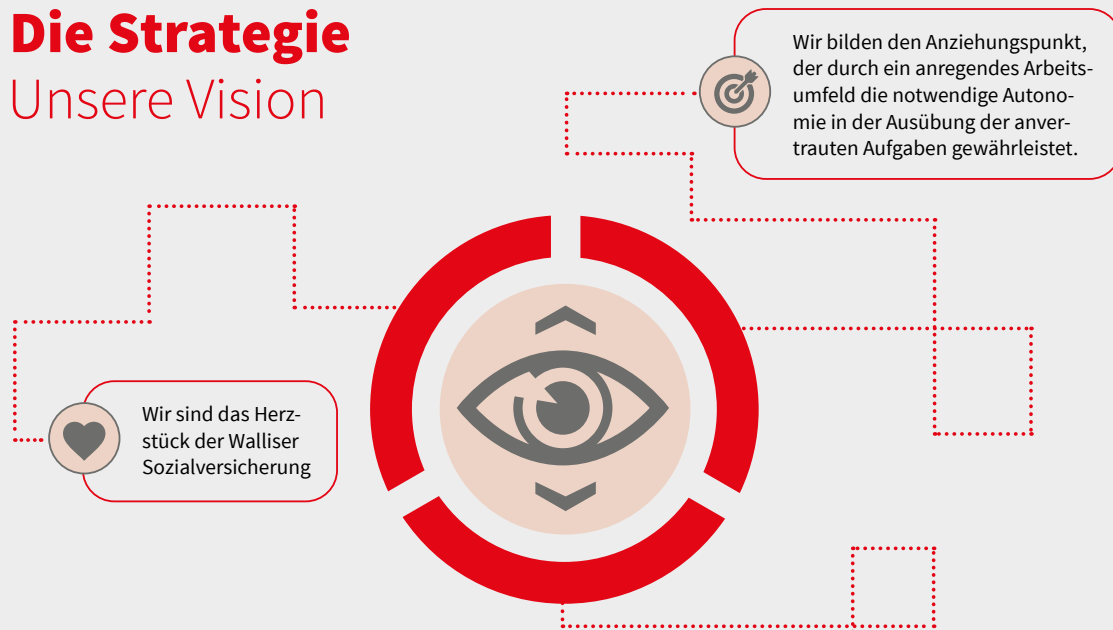 Die Strategie
Unsere Vision
Wir bilden den Anziehungspunkt,
der durch ein anregendes Arbeits-
umfeld die notwendige Autono-
mie in der Ausübung der anver-
trauten Aufgaben gewährleistet.
Wir sind das Herz-
stück der Walliser
Sozialversicherung